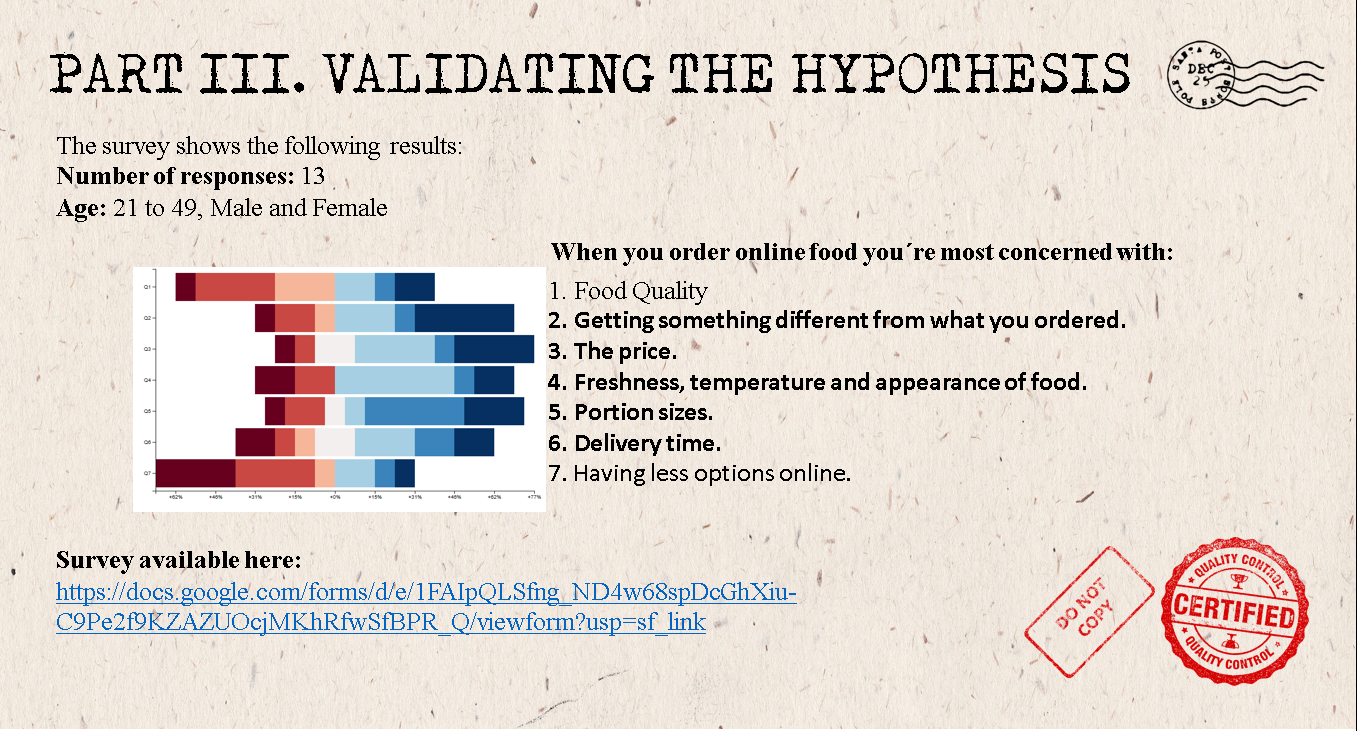 PART III. VALIDATING THE HYPOTHESIS
SANTA POST NORTH POLE
DEC
25
The survey shows the following results:
Number of responses: 13
Age: 21 to 49, Male and Female
When you order online food you´re most concerned with:
1. Food Quality
2. Getting something different from what you ordered.
3. The price.
4. Freshness, temperature and appearance of food.
5. Portion sizes.
6. Delivery time.
7. Having less options online.
Q1
Q2
Q3
Q4
Q5
Q6
Q7
+62% +46% +31% +15% +0% +15% +31% +46% +62% +77%
Survey available here:
https://docs.google.com/forms/d/e/1FAIpQLSfng_ND4w68spDcGhXiu-
C9Pe2f9KZAZUOcjMKhRfwSfBPR_Q/viewform?usp=sf_link
DO NOT
COPY
QUALITY CONTROL
CERTIFIED
QUALITY CONTROL